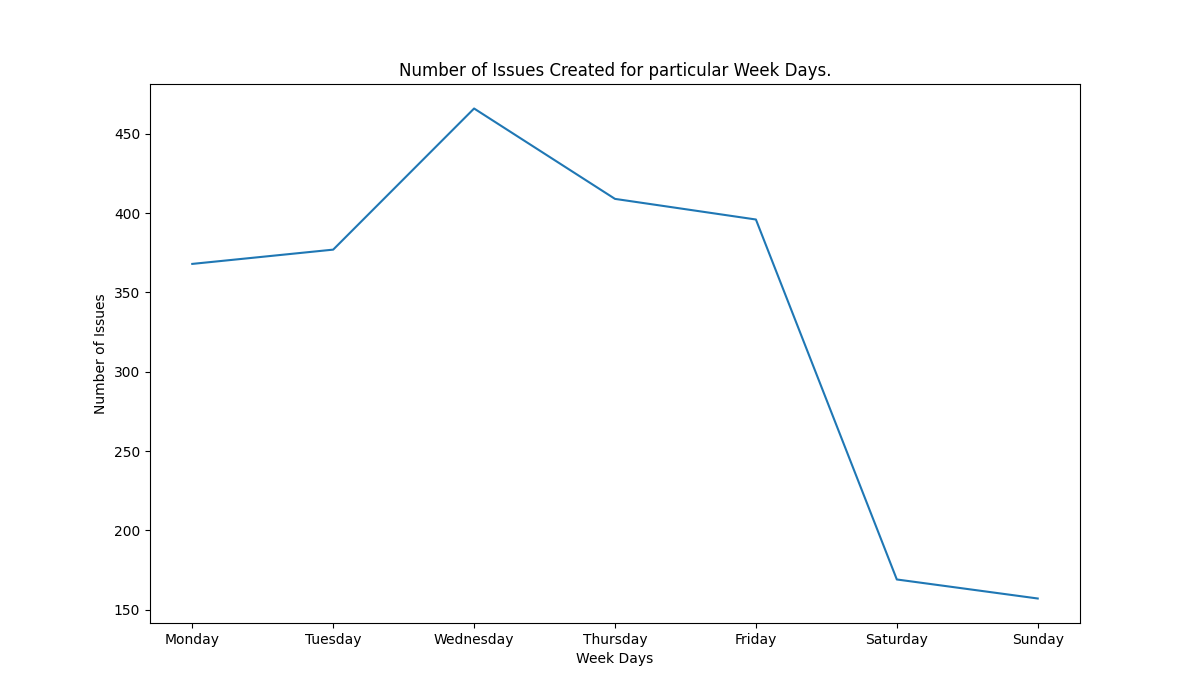 Number of Issues Created for particular Week Days.
Number of Issues
450
400
350
300
250
200
150
Monday Tuesday Wednesday Thursday Friday Saturday Sunday
Week Days